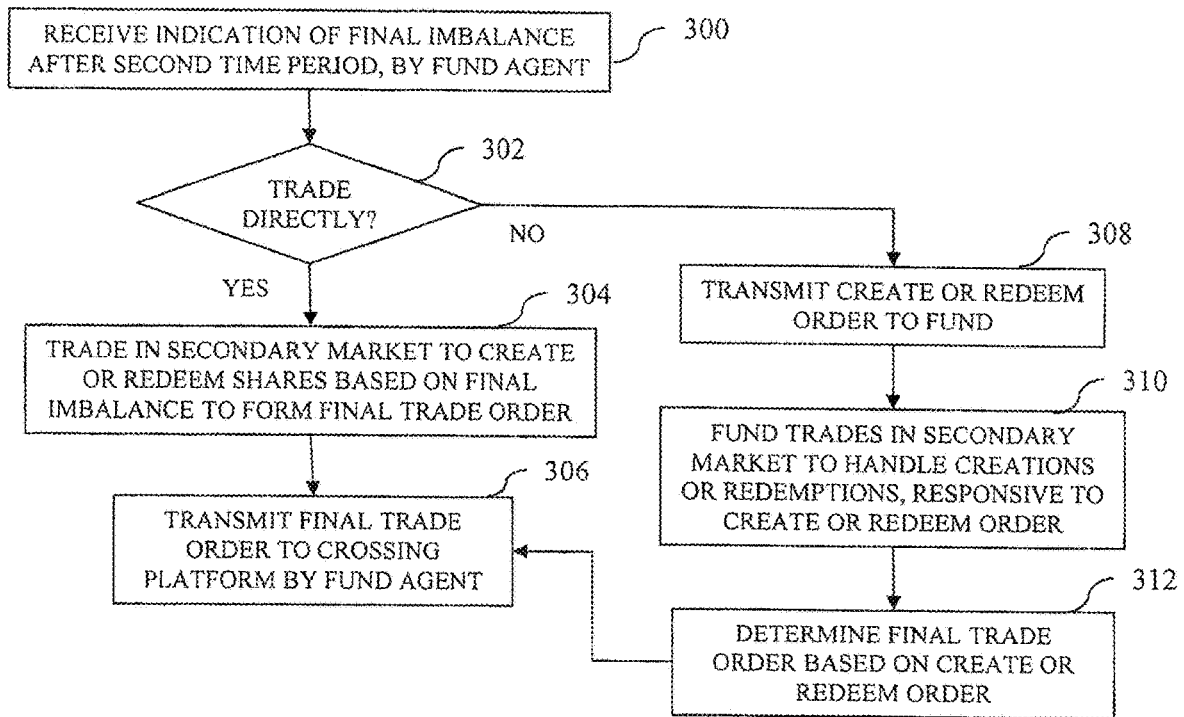 RECEIVE INDICATION OF FINAL IMBALANCE
AFTER SECOND TIME PERIOD, BY FUND AGENT
300
302
TRADE
DIRECTLY?
NO
YES
304
TRADE IN SECONDARY MARKET TO CREATE
OR REDEEM SHARES BASED ON FINAL
IMBALANCE TO FORM FINAL TRADE ORDER
306
TRANSMIT FINAL TRADE
ORDER TO CROSSING
PLATFORM BY FUND AGENT
308
TRANSMIT CREATE OR REDEEM
ORDER TO FUND
310
FUND TRADES IN SECONDARY
MARKET TO HANDLE CREATIONS
OR REDEMPTIONS, RESPONSIVE TO
CREATE OR REDEEM ORDER
312
DETERMINE FINAL TRADE
ORDER BASED ON CREATE OR
REDEEM ORDER